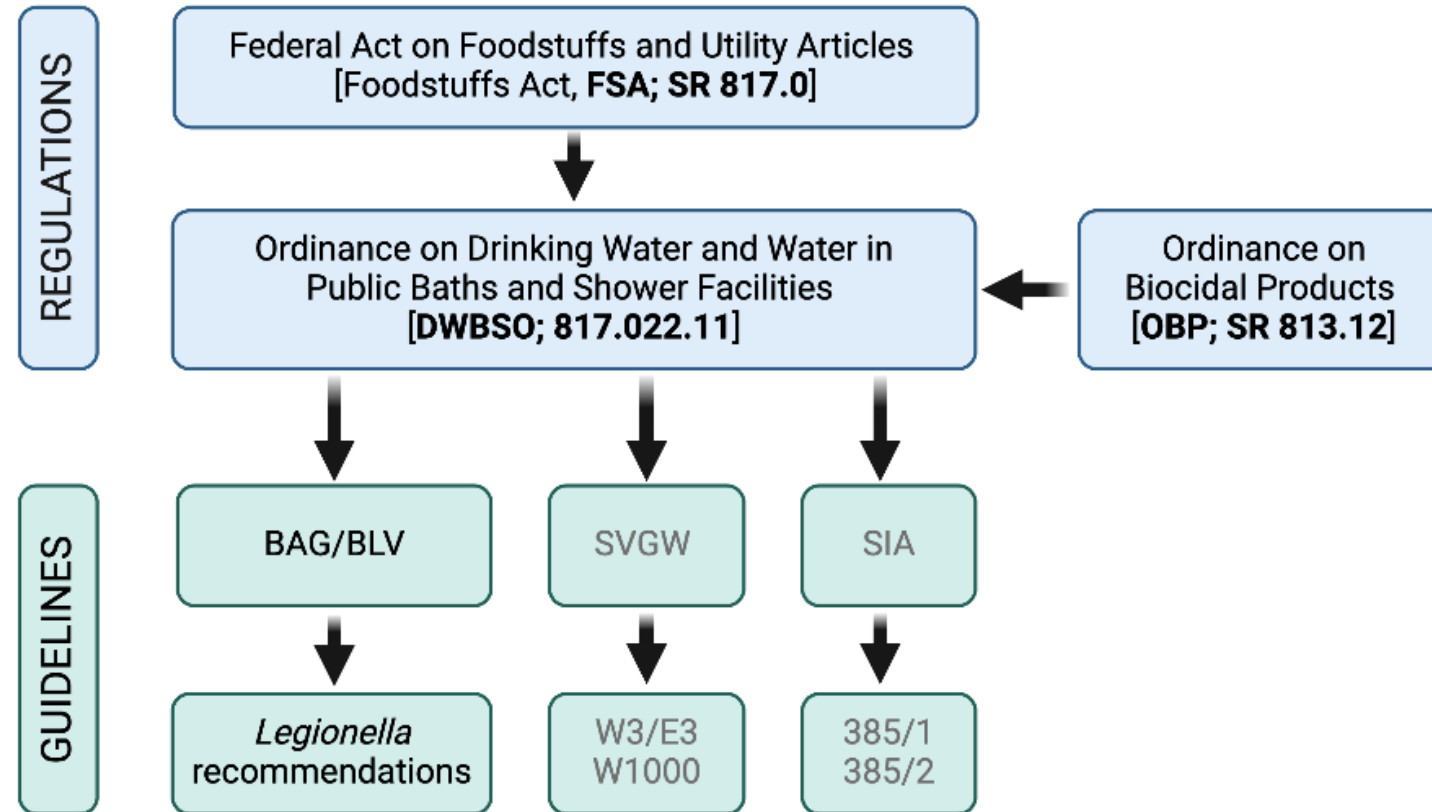 REGULATIONS
Federal Act on Foodstuffs and Utility Articles
[Foodstuffs Act, FSA; SR 817.0]
Ordinance on Drinking Water and Water in
Public Baths and Shower Facilities
[DWBSO; 817.022.11]
Ordinance on
Biocidal Products
[OBP; SR 813.12]
GUIDELINES
BAG/BLV
SVGW
SIA
Legionella
recommendations
W3/E3
W1000
385/1
385/2